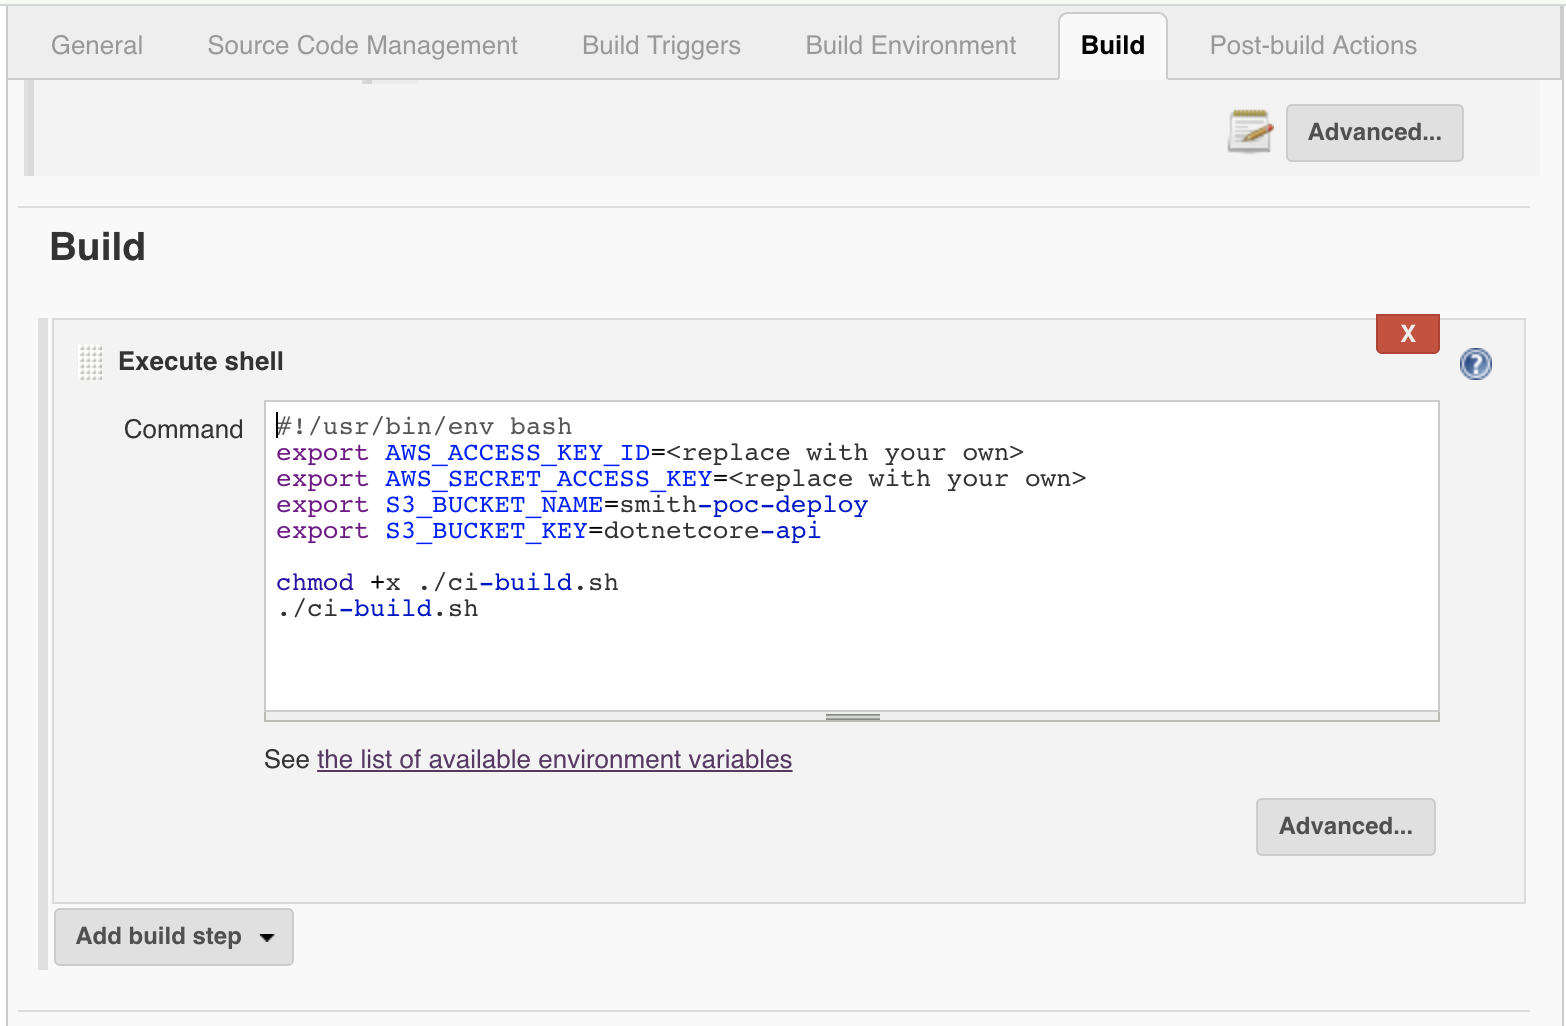 General Source Code Management Build Triggers Build Environment Build Post-build Actions
Advanced...
Build
X
Execute shell
?
Command
#!/usr/bin/env bash
export AWS_ACCESS_KEY_ID=<replace with your own>
export AWS_SECRET_ACCESS_KEY=<replace with your own>
export S3_BUCKET_NAME=smith-poc-deploy
export S3_BUCKET_KEY=dotnetcore-api
chmod +x ./ci-build.sh
./ci-build.sh
See the list of available environment variables
Advanced...
Add build step